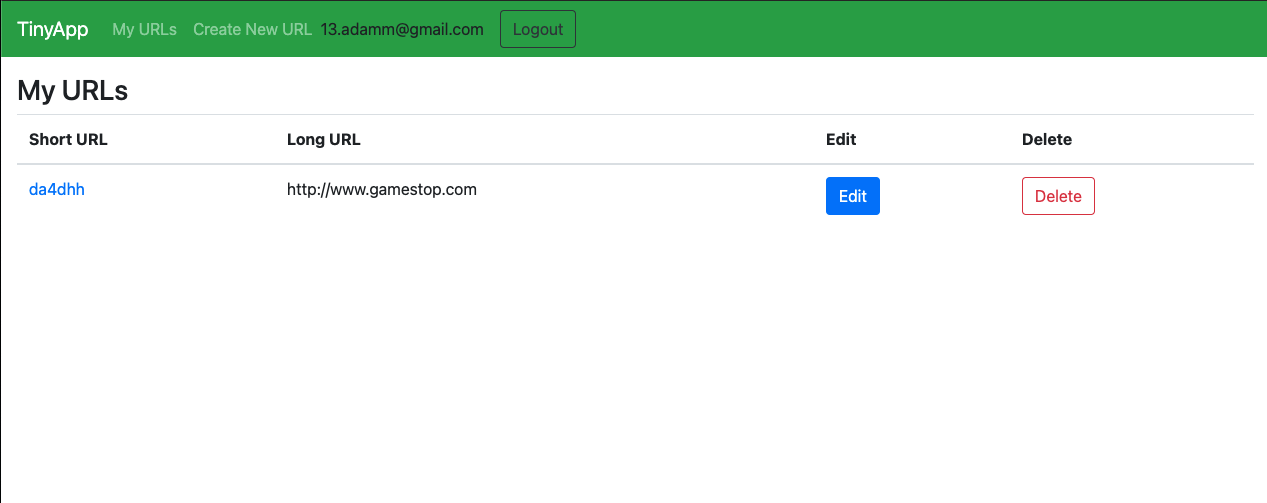 TinyApp My URLs Create New URL 13.adamm@gmail.com Logout
My URLs
Short URL Long URL Edit Delete
da4dhh http://www.gamestop.com Edit Delete